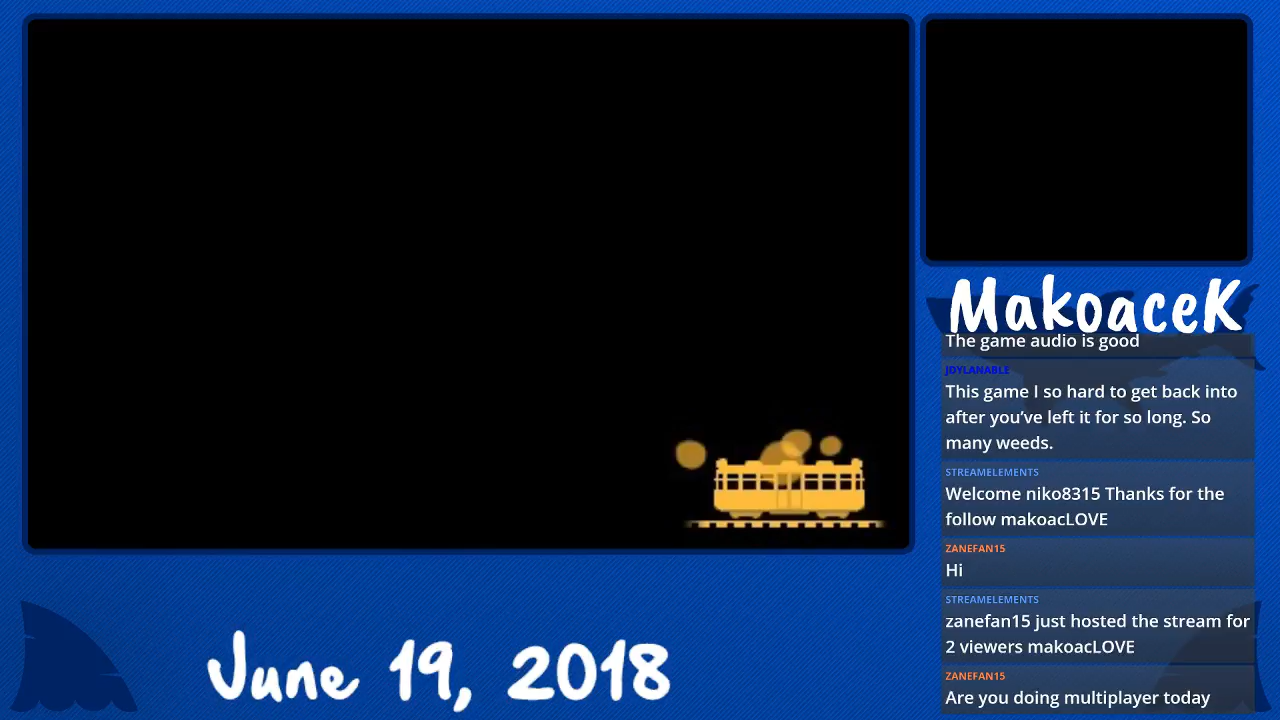 MakoaceK
The game audio is good
JOYLANABLE
This game I so hard to get back into
after you've left it for so long. So
many weeds.
STREAMELEMENTS
Welcome niko8315 Thanks for the
follow makoacLOVE
ZANEFAN15
Hi
STREAMELEMENTS
zanefan15 just hosted the stream for
2 viewers makoacLOVE
ZANEFAN15
Are you doing multiplayer today
June 19, 2018